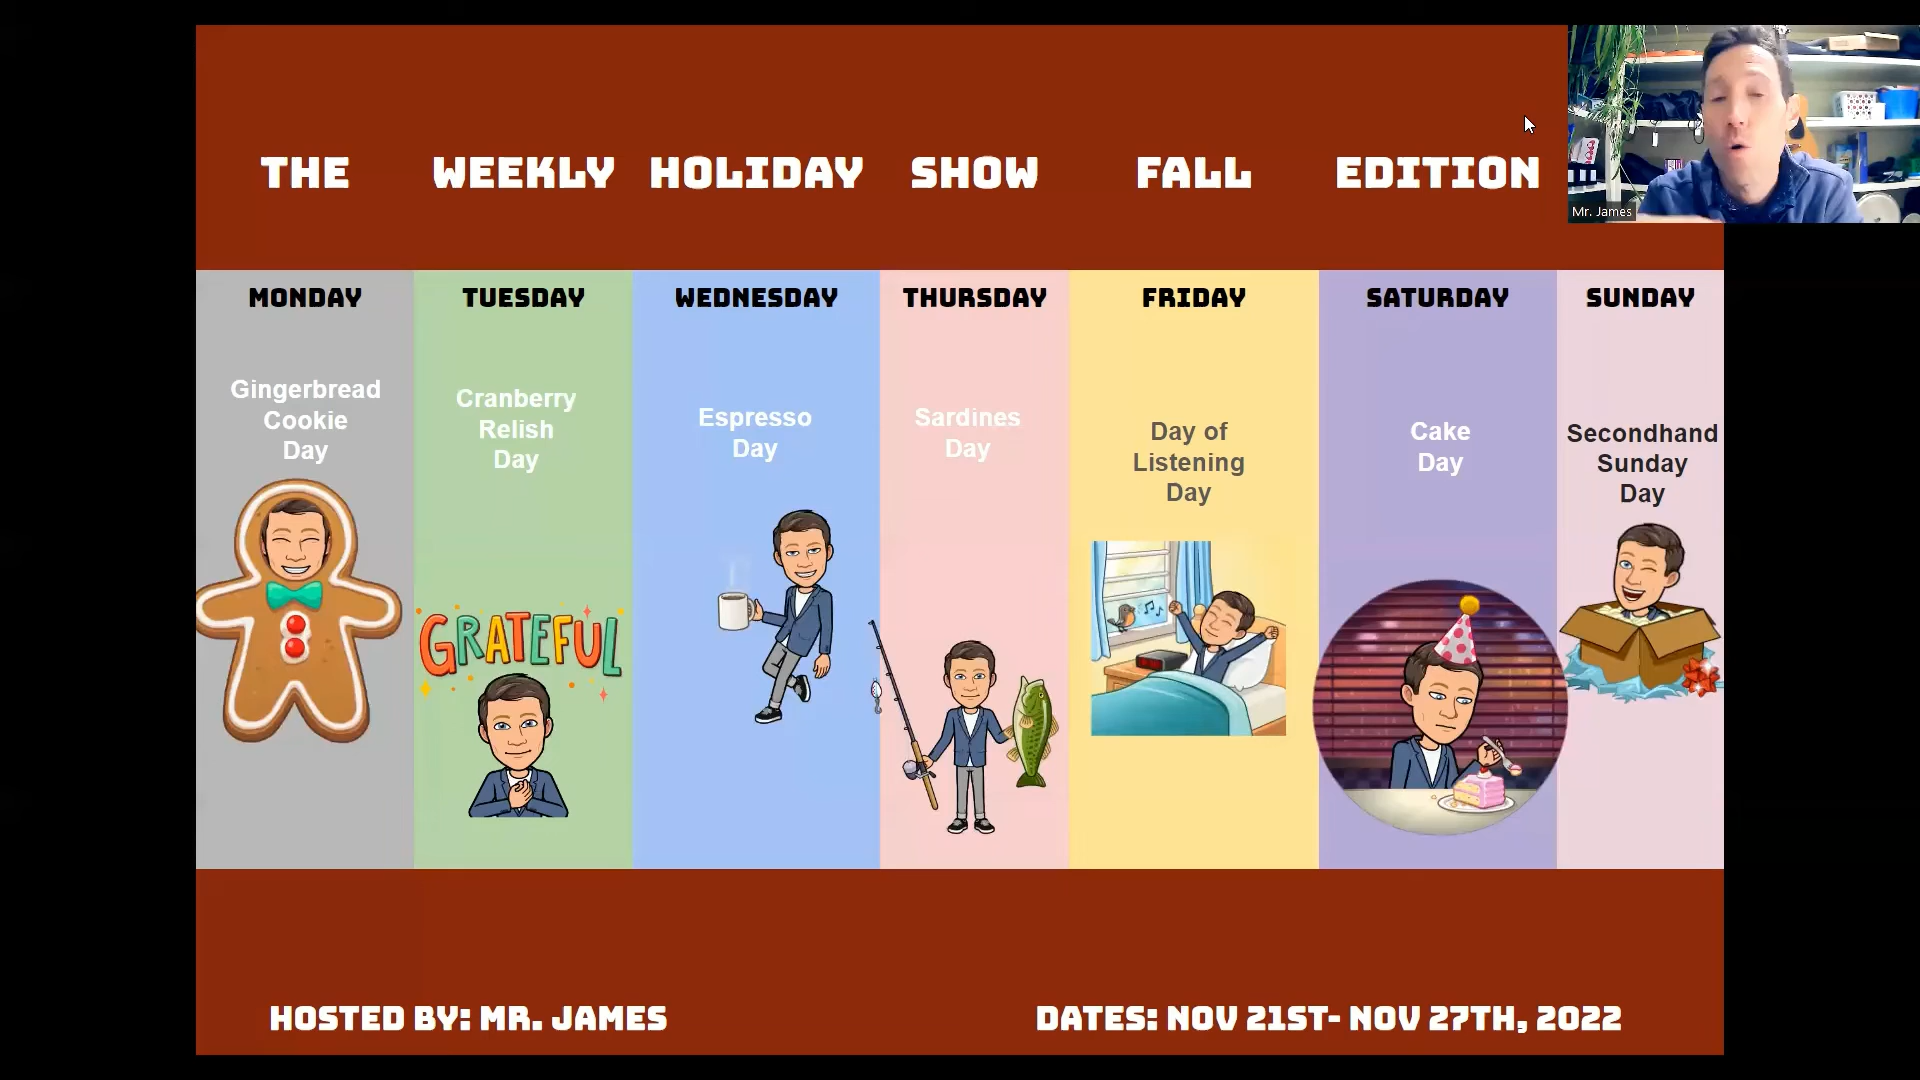 THE WEEKLY HOLIDAY SHOW FALL EDITION
Mr. James
MONDAY TUESDAY WEDNESDAY THURSDAY FRIDAY SATURDAY SUNDAY
Gingerbread
Cookie
Day
Cranberry
Relish
Day
Espresso
Day
Sardines
Day
Day of
Listening
Day
Cake
Day
Secondhand
Sunday
Day
GRATEFUL
HOSTED BY: MR. JAMES
DATES: NOV 21ST- NOV 27TH, 2022